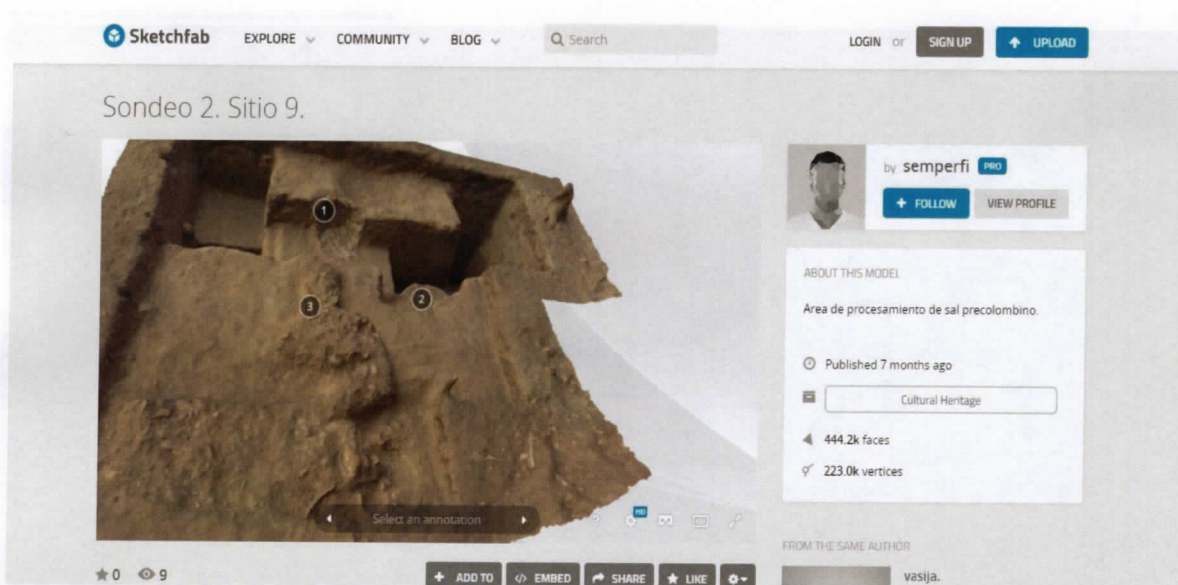 Sketchfab EXPLORE COMMUNITY BLOG Search LOGIN or SIGN UP UPLOAD
Sondeo 2. Sitio 9.
1
2
3
Select an annotation
HD
0 9
+ ADD TO </> EMBED SHARE LIKE
by semperfi PRO
+ FOLLOW VIEW PROFILE
ABOUT THIS MODEL
Area de procesamiento de sal precolombino.
Published 7 months ago
Cultural Heritage
444.2k faces
223.0k vertices
FROM THE SAME AUTHOR
vasija.